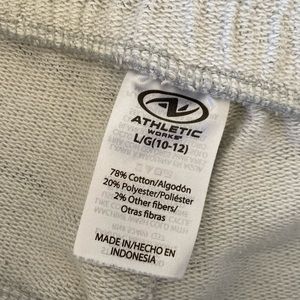 ATHLETIC
WORKS
L/G(10-12)
78% Cotton/Algodón
20% Polyester/Poliéster
2% Other fibers/
Otras fibras
MADE IN/HECHO EN
INDONESIA